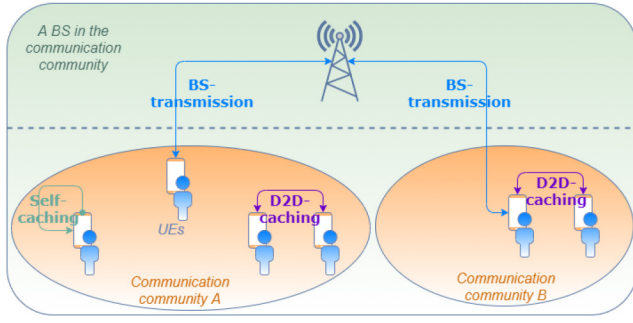 A BS in the
communication
community
BS-
transmission
BS-
transmission
Self-
caching
UEs
D2D-
caching
D2D-
caching
Communication
community A
Communication
community B